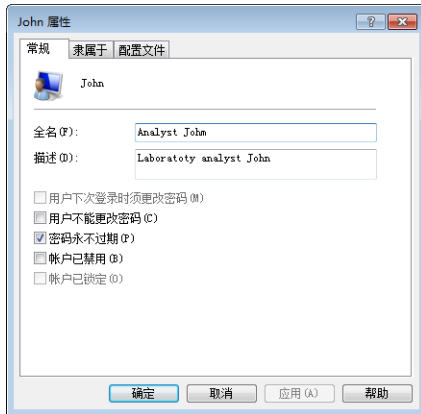 John 属性
常规 隶属于 配置文件
John
全名(F): Analyst Johm
描述(D): Laboratoty analyst John
用户下次登录时须更改密码(M)
用户不能更改密码(C)
密码永不过期(P)
帐户已禁用(B)
帐户已锁定(O)
确定 取消 应用(A) 帮助